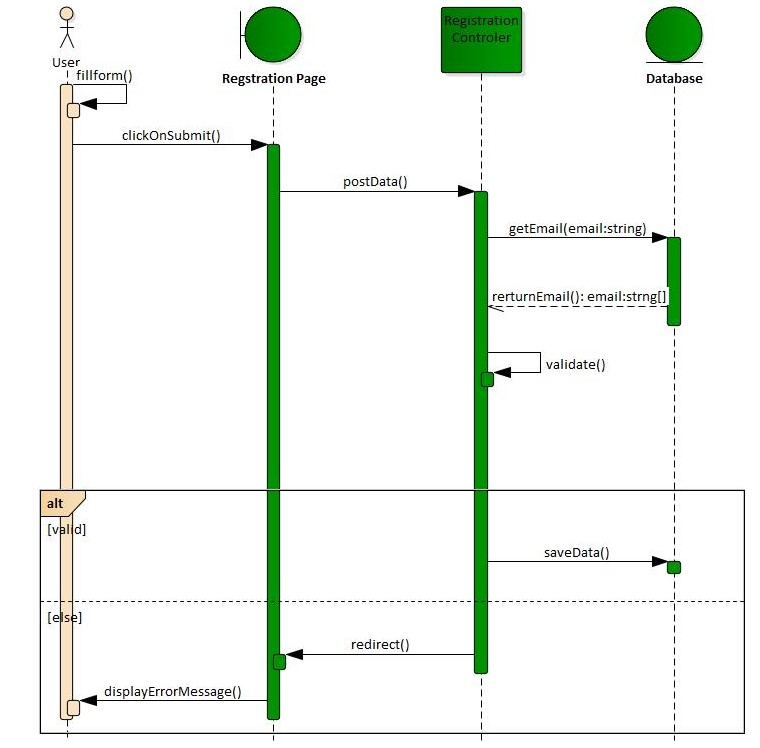 Registration
Controler
User
Regstration Page
Database
fillform()
clickOnSubmit()
postData()
getEmail(email:string)
rerturnEmail(): email:strng[]
validate()
alt
[valid]
saveData()
[else]
redirect()
displayErrorMessage()